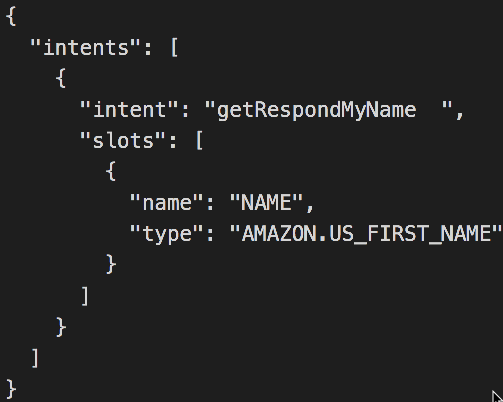 {
  "intents": [
    {
      "intent": "getRespondMyName  ",
      "slots": [
        {
          "name": "NAME",
          "type": "AMAZON.US_FIRST_NAME"
        }
      ]
    }
  ]
}